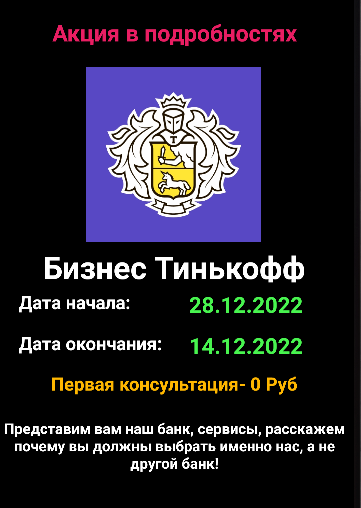 Акция в подробностях
Т
Бизнес Тинькофф
Дата начала: 28.12.2022
Дата окончания: 14.12.2022
Первая консультация- 0 Руб
Представим вам наш банк, сервисы, расскажем
почему вы должны выбрать именно нас, а не
другой банк!